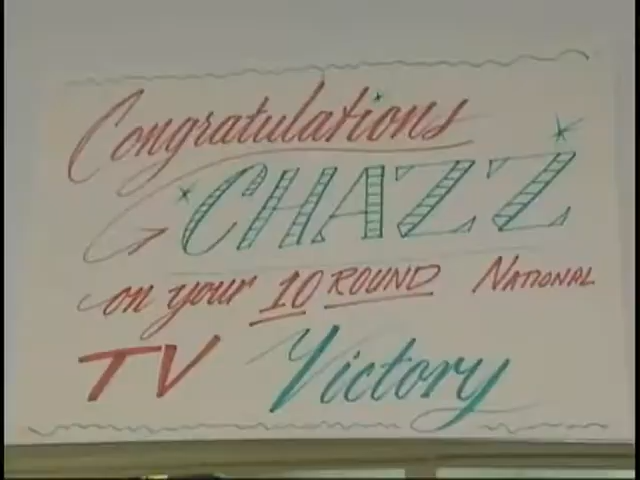 Congratulations
CHAZZ
on your 10 ROUND NATIONAL
TV Victory